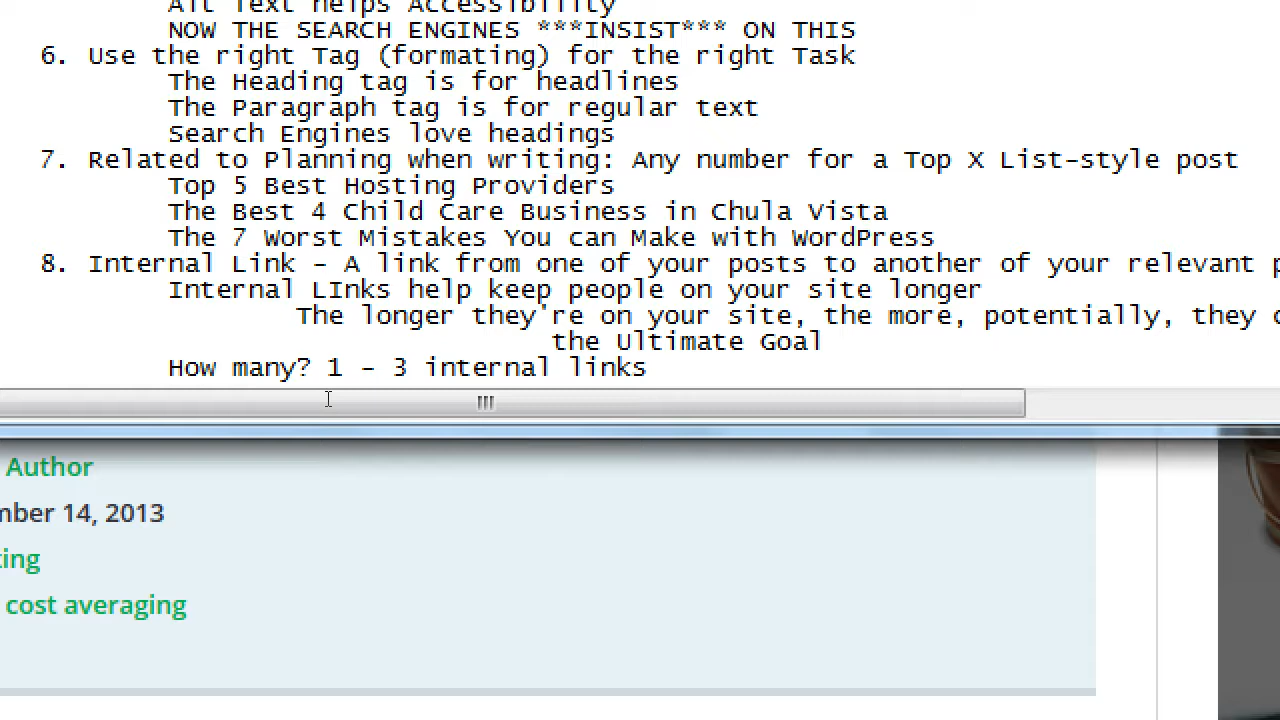 Alt Text helps Accessibility
NOW THE SEARCH ENGINES ***INSIST*** ON THIS
6. Use the right Tag (formating) for the right Task
The Heading tag is for headlines
The Paragraph tag is for regular text
Search Engines love headings
7. Related to Planning when writing: Any number for a Top X List-style post
Top 5 Best Hosting Providers
The Best 4 Child Care Business in Chula Vista
The 7 Worst Mistakes You can Make with WordPress
8. Internal Link - A link from one of your posts to another of your relevant
Internal LInks help keep people on your site longer
The longer they're on your site, the more, potentially, they
the Ultimate Goal
How many? 1 - 3 internal links
Author
mber 14, 2013
ting
cost averaging